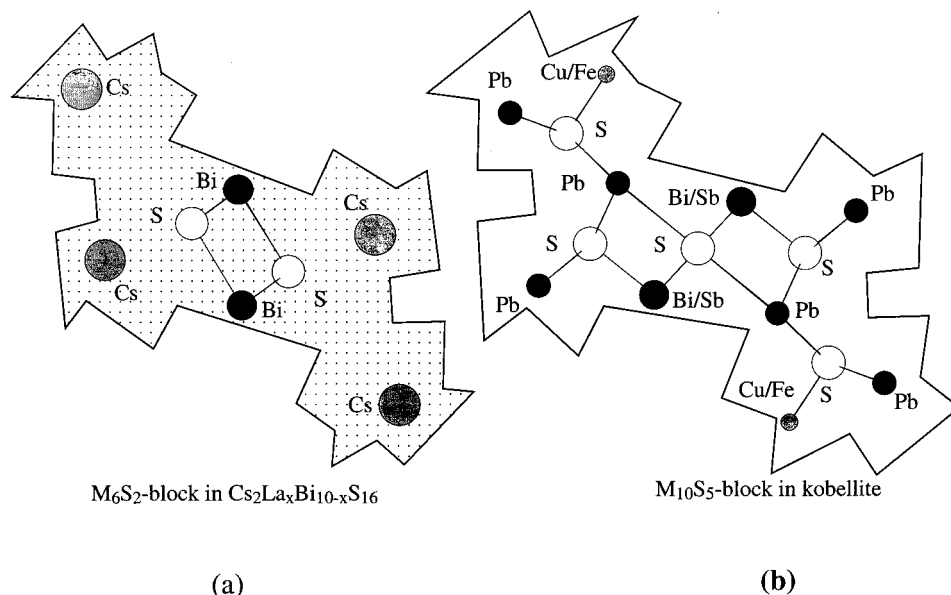 Cs
Bi
S
Cs
Cs
S
Bi
Cs
M6S2-block in Cs2LaxBi10-xS16
(a)
Cu/Fe
Pb
S
Pb
Bi/Sb
Pb
S
S
S
Pb
Bi/Sb
Pb
Cu/Fe
S
Pb
M10S5-block in kobellite
(b)